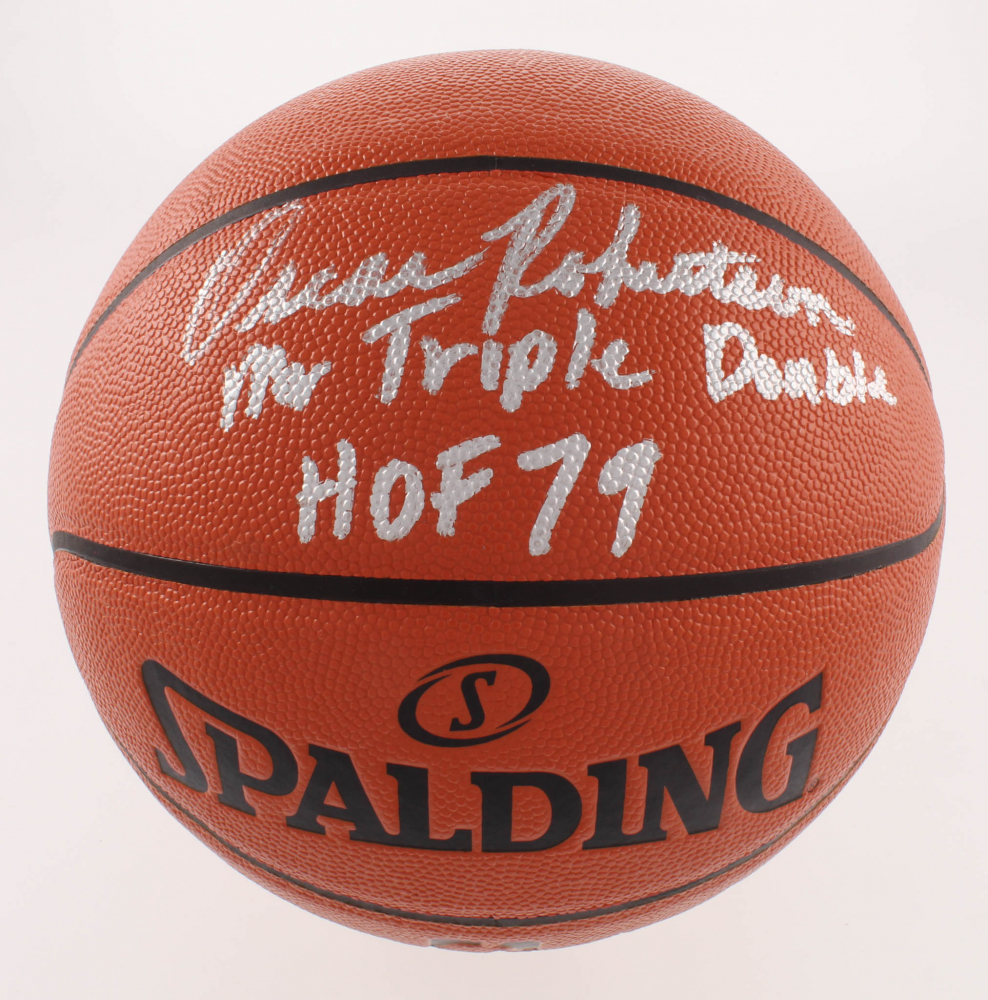 Oscar Robertson
Mr Triple Double
HOF 79
S
SPALDING